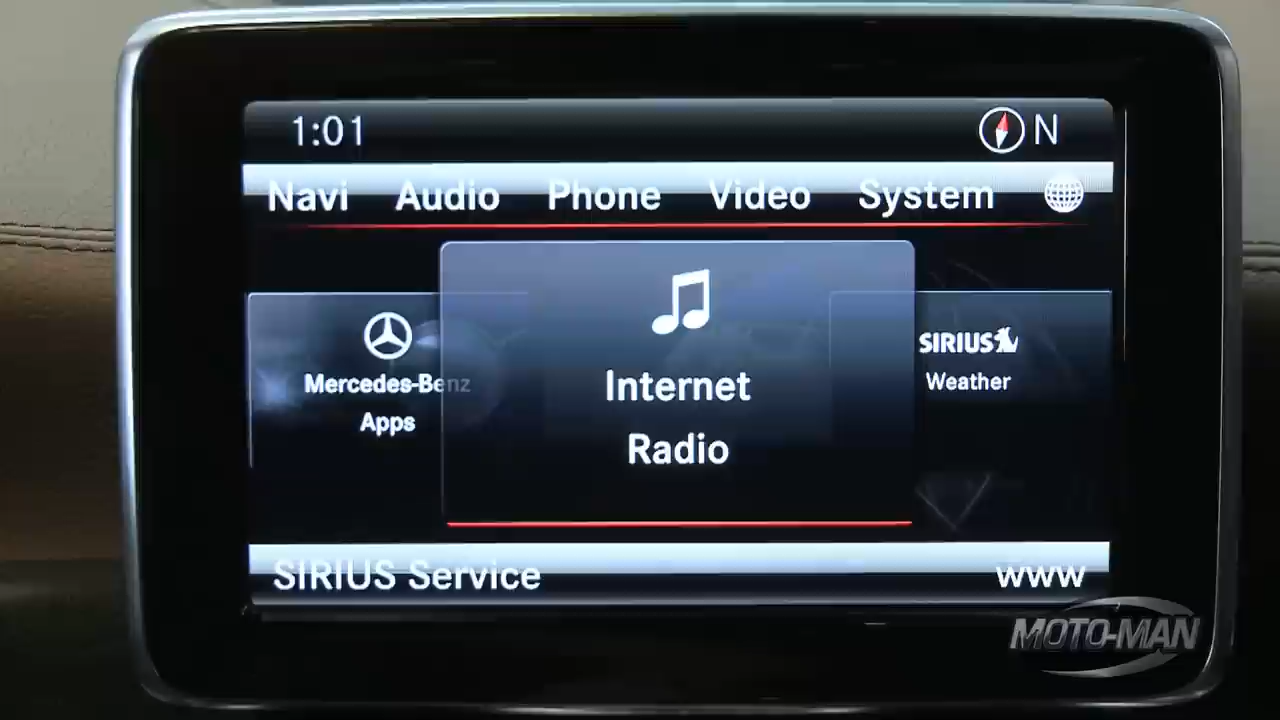 1:01 N
Navi Audio Phone Video System
Internet
Radio
Mercedes-Benz
Apps
SIRIUS
Weather
SIRIUS Service www
MOTO-MAN